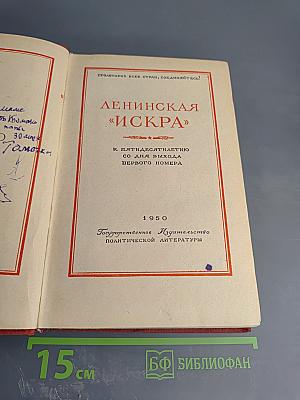 ПРОЛЕТАРИИ ВСЕХ СТРАН, СОЕДИНЯЙТЕСЬ!
ЛЕНИНСКАЯ
«ИСКРА»
К ПЯТИДЕСЯТИЛЕТИЮ
СО ДНЯ ВЫХОДА
ПЕРВОГО НОМЕРА
1950
Государственное Издательство
ПОЛИТИЧЕСКОЙ ЛИТЕРАТУРЫ
15 СМ
БФ БИБЛИОФАН